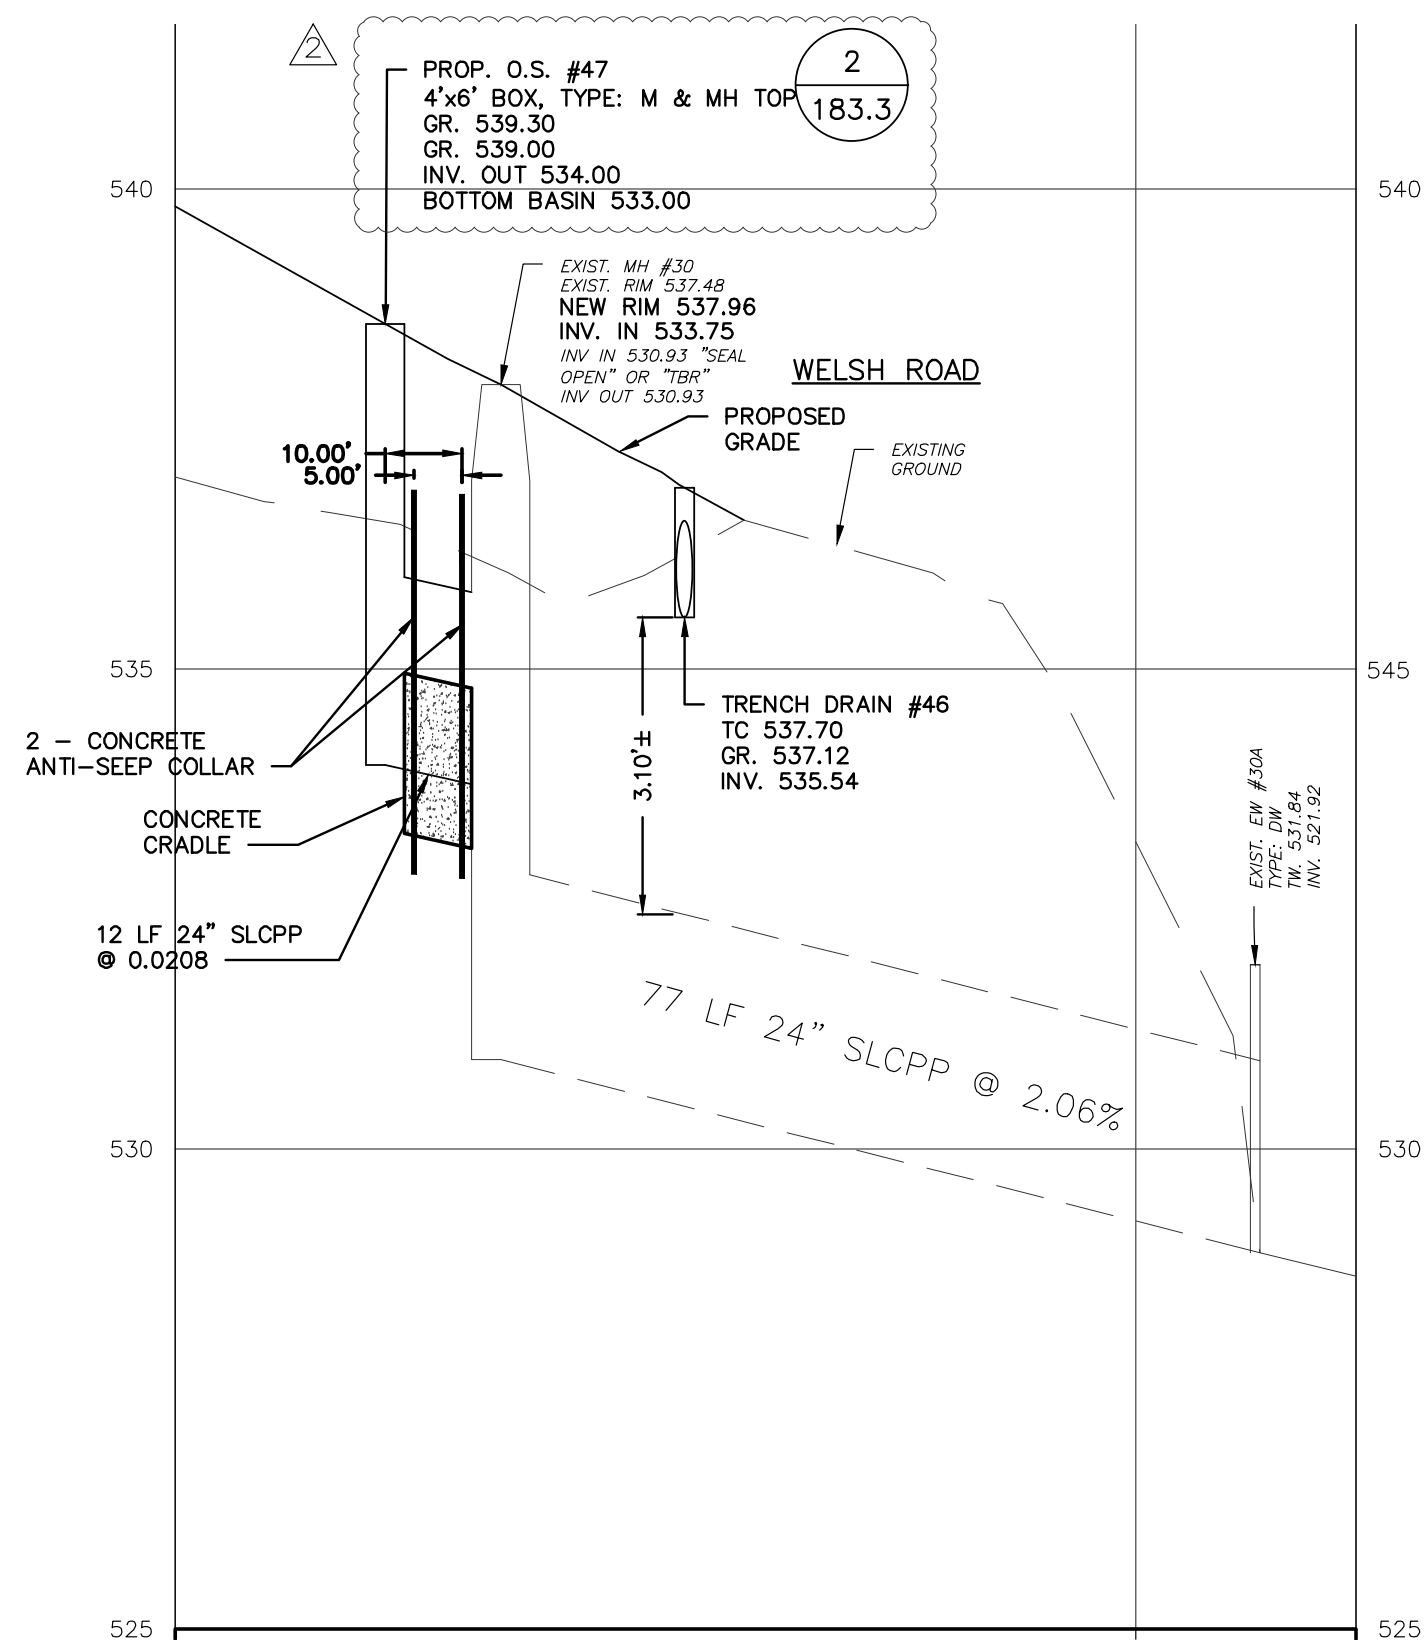 2
PROP. O.S. #47
4'x6' BOX, TYPE: M & MH TOP
GR. 539.30
GR. 539.00
INV. OUT 534.00
BOTTOM BASIN 533.00
2
183.3
540
540
EXIST. MH #30
EXIST. RIM 537.48
NEW RIM 537.96
INV. IN 533.75
INV IN 530.93 "SEAL
OPEN" OR "TBR"
INV OUT 530.93
WELSH ROAD
PROPOSED
GRADE
EXISTING
GROUND
10.00'
5.00'
535
545
TRENCH DRAIN #46
TC 537.70
GR. 537.12
INV. 535.54
3.10'±
2 - CONCRETE
ANTI-SEEP COLLAR
CONCRETE
CRADLE
12 LF 24" SLCPP
@ 0.0208
EXIST. EW #30A
TYPE: DW
TW. 531.84
INV. 521.92
77 LF 24" SLCPP @ 2.06%
530
530
525
525